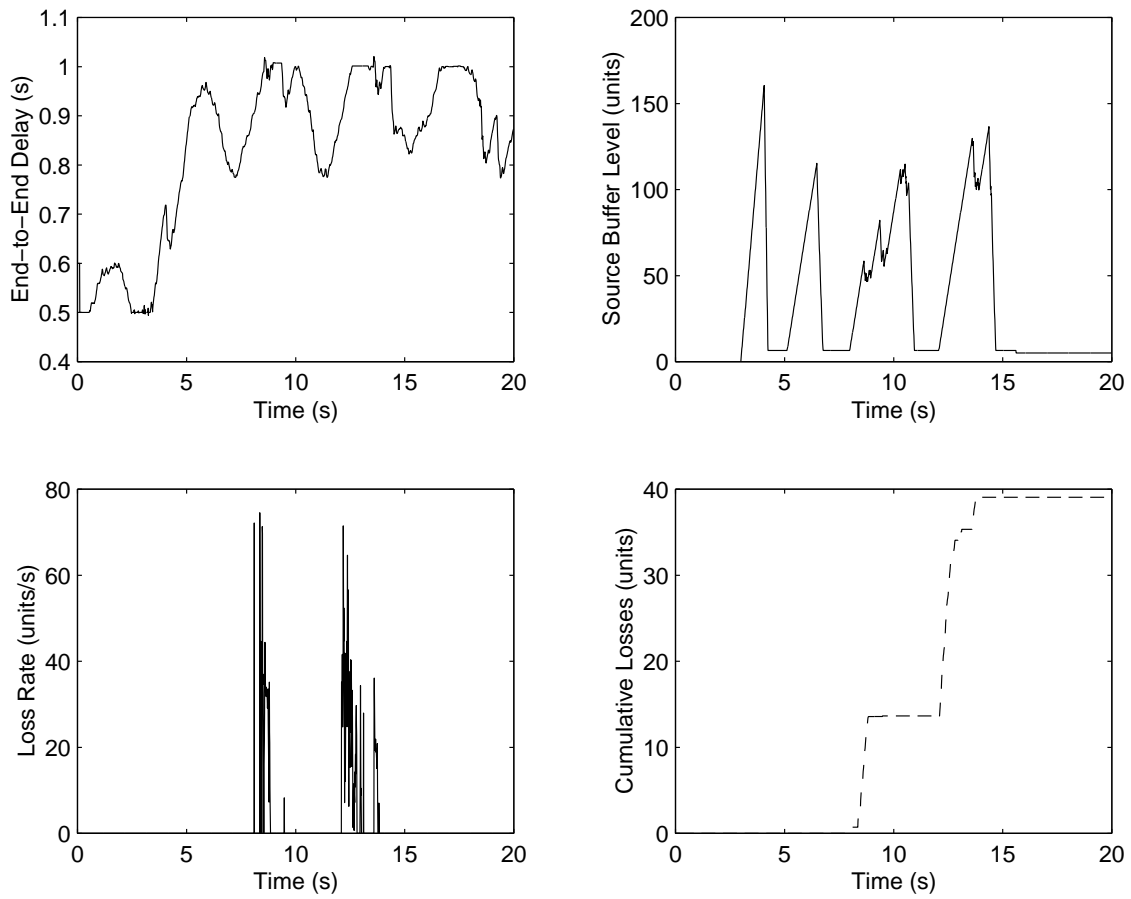 1.1
1
0.9
0.8
0.7
0.6
0.5
0.4
End−to−End Delay (s)
0 5 10 15 20
Time (s)
200
150
100
50
0
Source Buffer Level (units)
0 5 10 15 20
Time (s)
80
60
40
20
0
Loss Rate (units/s)
0 5 10 15 20
Time (s)
40
30
20
10
0
Cumulative Losses (units)
0 5 10 15 20
Time (s)